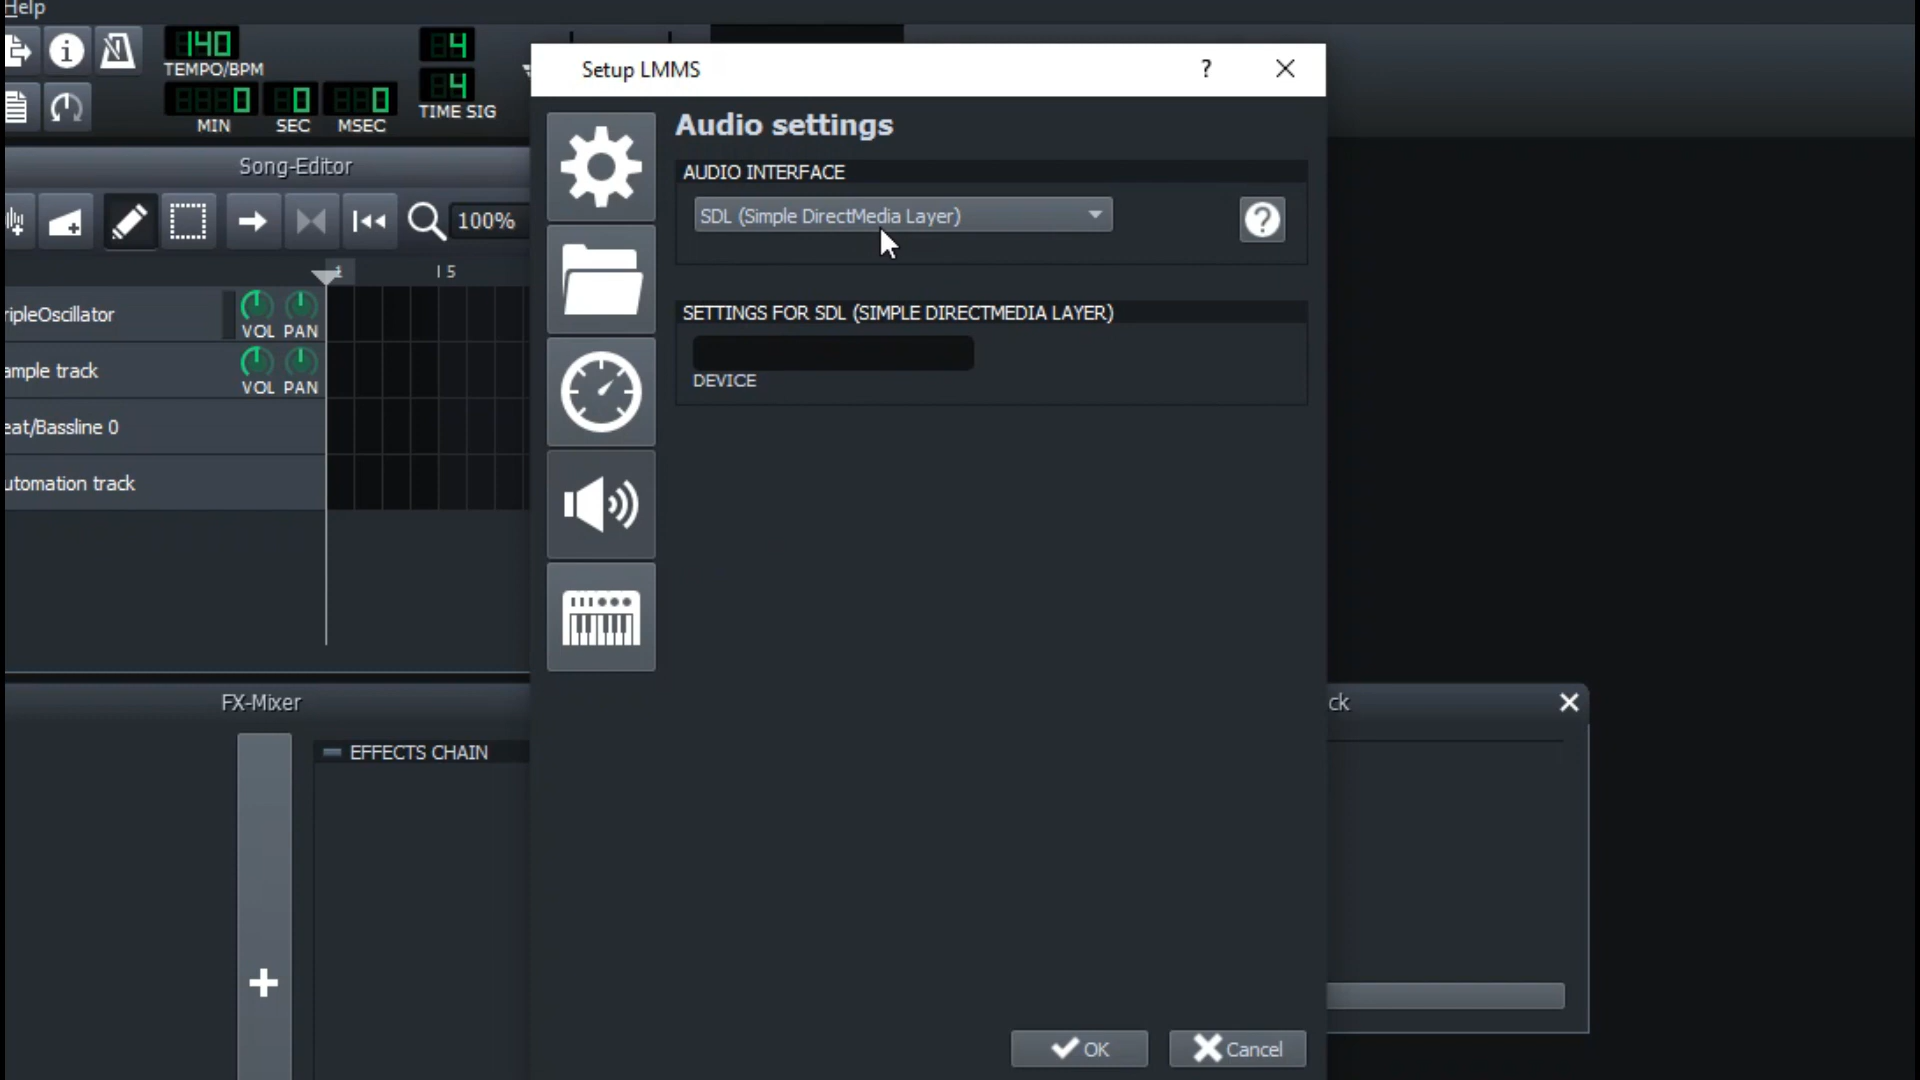 Help
140
TEMPO/BPM
4
4
TIME SIG
0
0
0
MIN
SEC
MSEC
Setup LMMS
?
Audio settings
AUDIO INTERFACE
SDL (Simple DirectMedia Layer)
?
SETTINGS FOR SDL (SIMPLE DIRECTMEDIA LAYER)
DEVICE
OK
Cancel
Song-Editor
100%
1
5
ripleOscillator
VOL PAN
ample track
VOL PAN
eat/Bassline 0
utomation track
FX-Mixer
EFFECTS CHAIN
ck